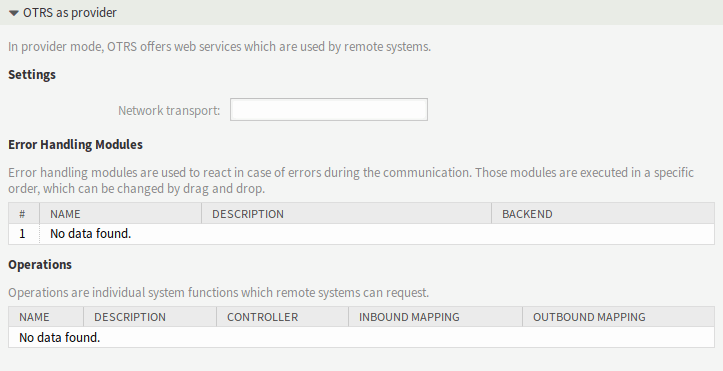 OTRS as provider
In provider mode, OTRS offers web services which are used by remote systems.
Settings
Network transport:
Error Handling Modules
Error handling modules are used to react in case of errors during the communication. Those modules are executed in a specific
order, which can be changed by drag and drop.
# NAME DESCRIPTION BACKEND
1 No data found.
Operations
Operations are individual system functions which remote systems can request.
NAME DESCRIPTION CONTROLLER INBOUND MAPPING OUTBOUND MAPPING
No data found.